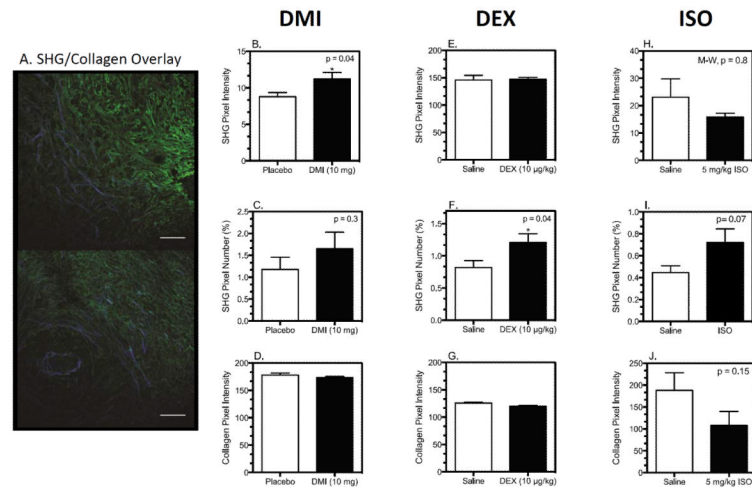 DMI
DEX
ISO
A. SHG/Collagen Overlay
B.
SHG Pixel Intensity
15
10
5
0
p = 0.04
*
Placebo
DMI (10 mg)
E.
SHG Pixel Intensity
200
150
100
50
0
Saline
DEX (10 µg/kg)
H.
SHG Pixel Intensity
40
30
20
10
0
M-W, p = 0.8
Saline
5 mg/kg ISO
C.
SHG Pixel Number (%)
2.5
2.0
1.5
1.0
0.5
0.0
p = 0.3
Placebo
DMI (10 mg)
F.
SHG Pixel Number (%)
2.0
1.5
1.0
0.5
0.0
p = 0.04
*
Saline
DEX (10 µg/kg)
I.
SHG Pixel Number (%)
1.0
0.8
0.6
0.4
0.2
0.0
p= 0.07
Saline
ISO
D.
Collagen Pixel Intensity
200
150
100
50
0
Placebo
DMI (10 mg)
G.
Collagen Pixel Intensity
200
150
100
50
0
Saline
DEX (10 µg/kg)
J.
Collagen Pixel Intensity
250
200
150
100
50
0
p = 0.15
Saline
5 mg/kg ISO